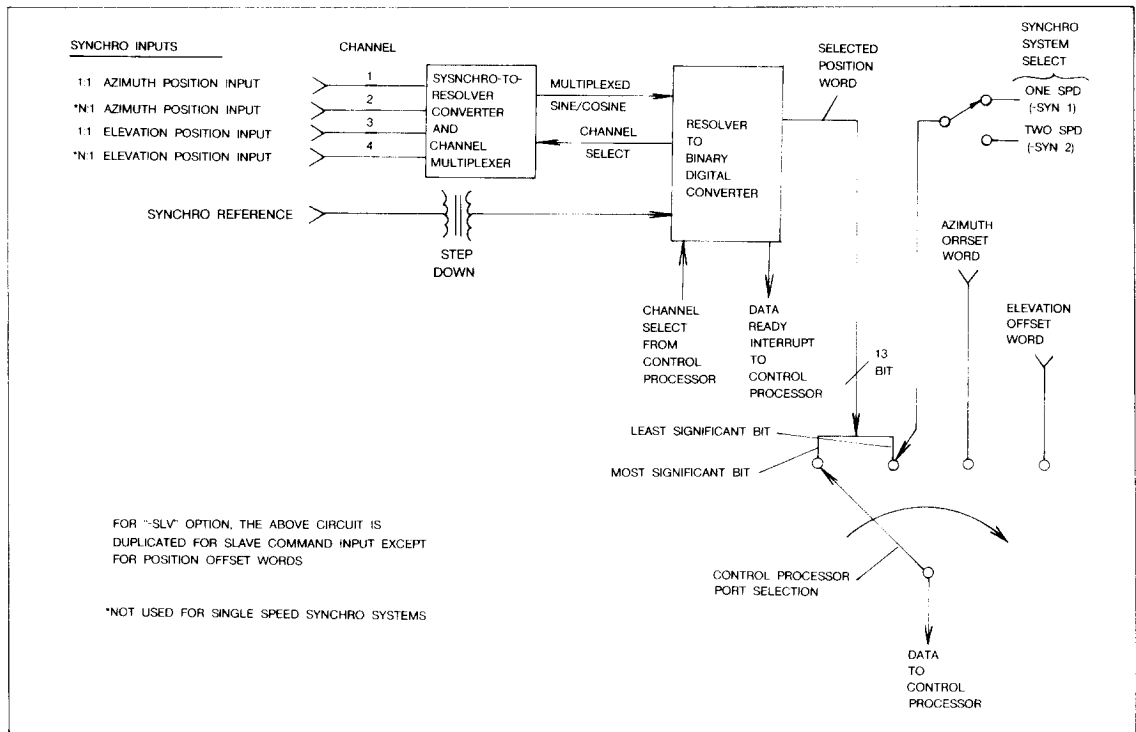 SYNCHRO INPUTS
CHANNEL
1:1 AZIMUTH POSITION INPUT
*N:1 AZIMUTH POSITION INPUT
1:1 ELEVATION POSITION INPUT
*N:1 ELEVATION POSITION INPUT
1
2
3
4
SYSNCHRO-TO-
RESOLVER
CONVERTER
AND
CHANNEL
MULTIPLEXER
MULTIPLEXED
SINE/COSINE
CHANNEL
SELECT
RESOLVER
TO
BINARY
DIGITAL
CONVERTER
SELECTED
POSITION
WORD
SYNCHRO
SYSTEM
SELECT
ONE SPD
(-SYN 1)
TWO SPD
(-SYN 2)
SYNCHRO REFERENCE
STEP
DOWN
AZIMUTH
ORRSET
WORD
ELEVATION
OFFSET
WORD
CHANNEL
SELECT
FROM
CONTROL
PROCESSOR
DATA
READY
INTERRUPT
TO
CONTROL
PROCESSOR
13
BIT
LEAST SIGNIFICANT BIT
MOST SIGNIFICANT BIT
FOR "-SLV" OPTION, THE ABOVE CIRCUIT IS
DUPLICATED FOR SLAVE COMMAND INPUT EXCEPT
FOR POSITION OFFSET WORDS
*NOT USED FOR SINGLE SPEED SYNCHRO SYSTEMS
CONTROL PROCESSOR
PORT SELECTION
DATA
TO
CONTROL
PROCESSOR